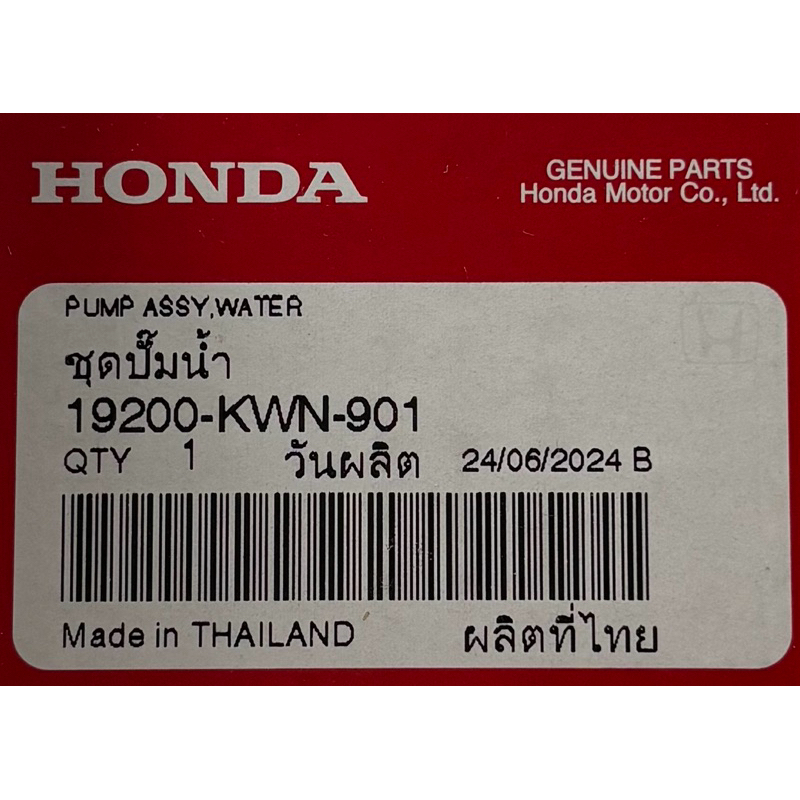 HONDA
GENUINE PARTS
Honda Motor Co., Ltd.
PUMP ASSY,WATER
ชุดปั๊มน้ำ
19200-KWN-901
QTY 1 วันผลิต 24/06/2024 B
Made in THAILAND ผลิตที่ไทย